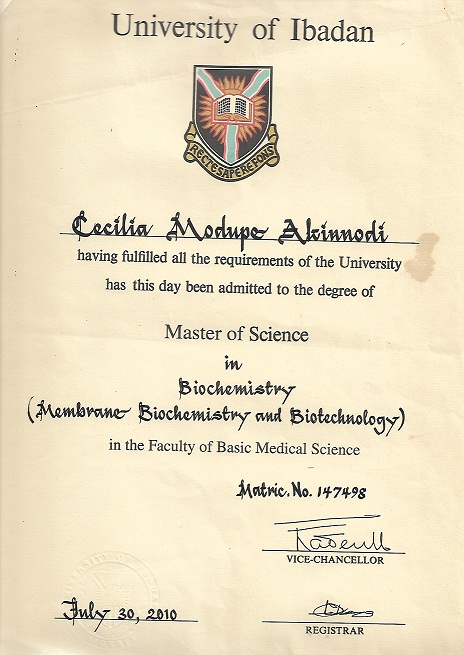 University of Ibadan
RECTE SAPERE FONS
Cecilia Modupe Akinnodi
having fulfilled all the requirements of the University
has this day been admitted to the degree of
Master of Science
in
Biochemistry
(Membrane Biochemistry and Biotechnology)
in the Faculty of Basic Medical Science
Matric. No. 147498
VICE-CHANCELLOR
July 30, 2010
REGISTRAR